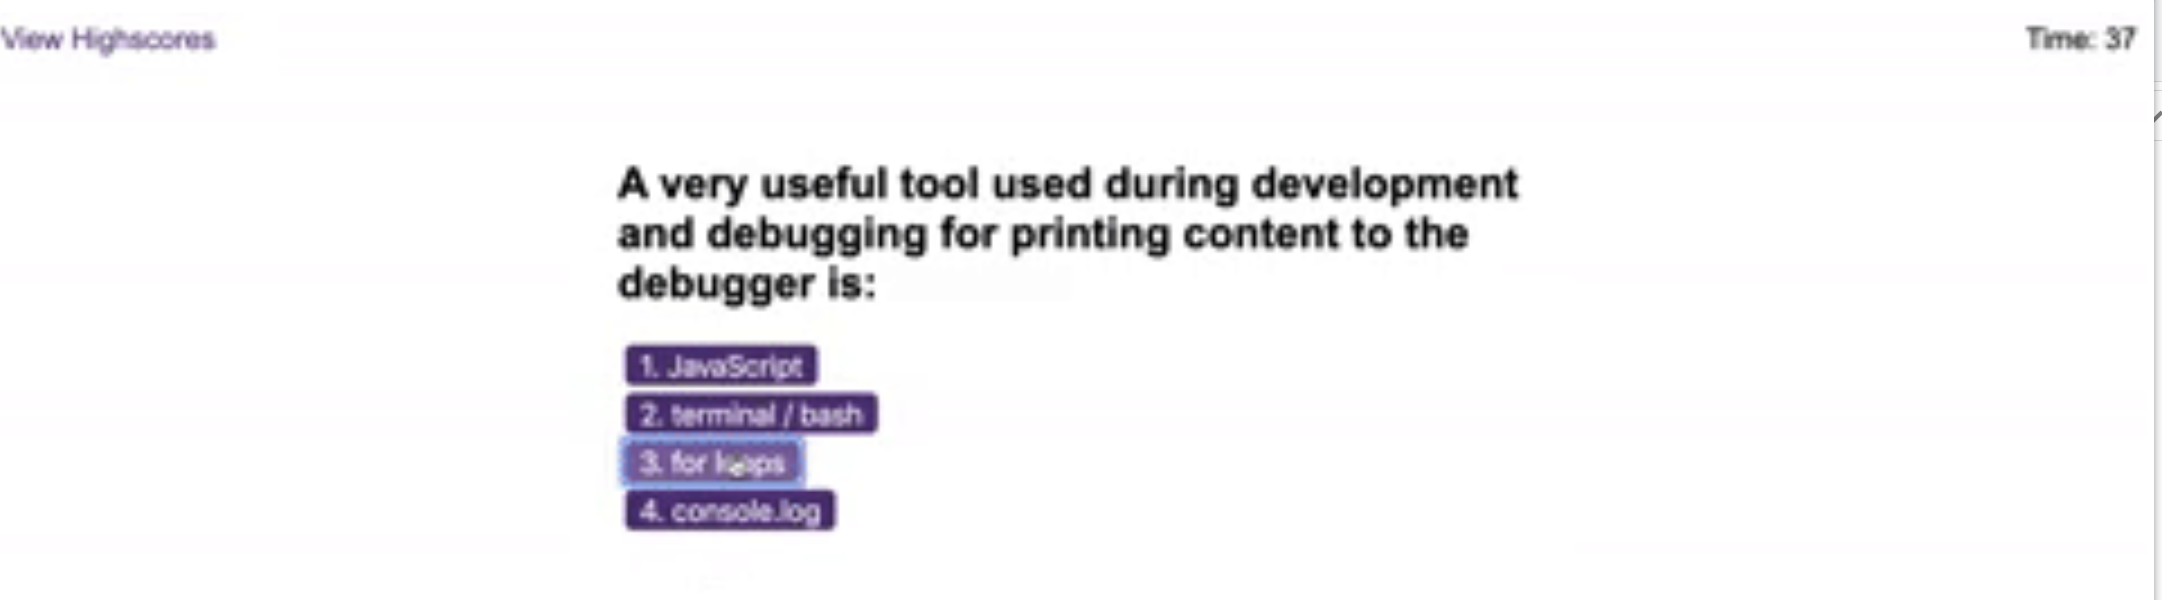 View Highscores
Time: 37
A very useful tool used during development
and debugging for printing content to the
debugger is:
1. JavaScript
2. terminal / bash
3. for loops
4. console.log